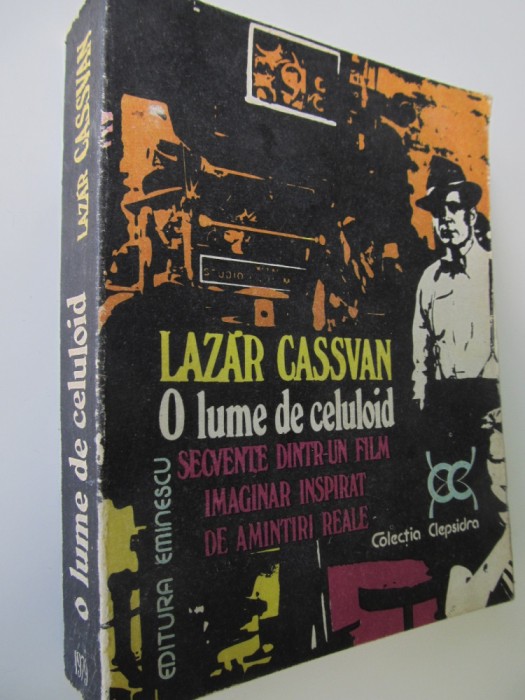 LAZĂR CASSVAN
O lume de celuloid
SECVENȚE DINTR-UN FILM
IMAGINAR INSPIRAT
DE AMINTIRI REALE
Colecția Clepsidra
EDITURA EMINESCU
LAZĂR CASSVAN
o lume de celuloid
1979